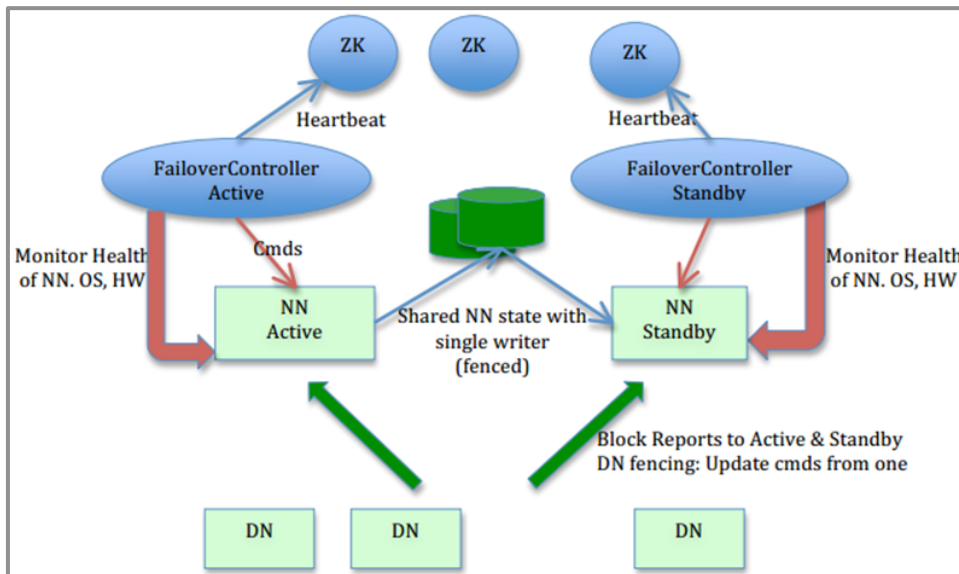 ZK
ZK
ZK
Heartbeat
Heartbeat
FailoverController
Active
FailoverController
Standby
Cmds
Monitor Health
of NN. OS, HW
Monitor Health
of NN. OS, HW
NN
Active
Shared NN state with
single writer
(fenced)
NN
Standby
Block Reports to Active & Standby
DN fencing: Update cmds from one
DN
DN
DN